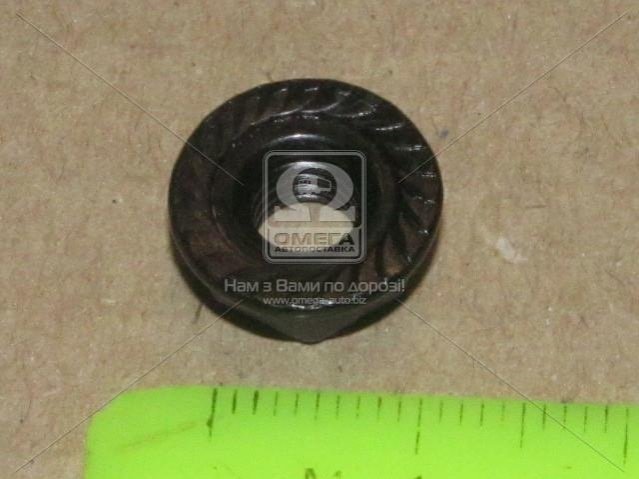 ОМЕГА
АВТОПОСТАВКА
Нам з Вами по дорозі!
www.omega-auto.biz